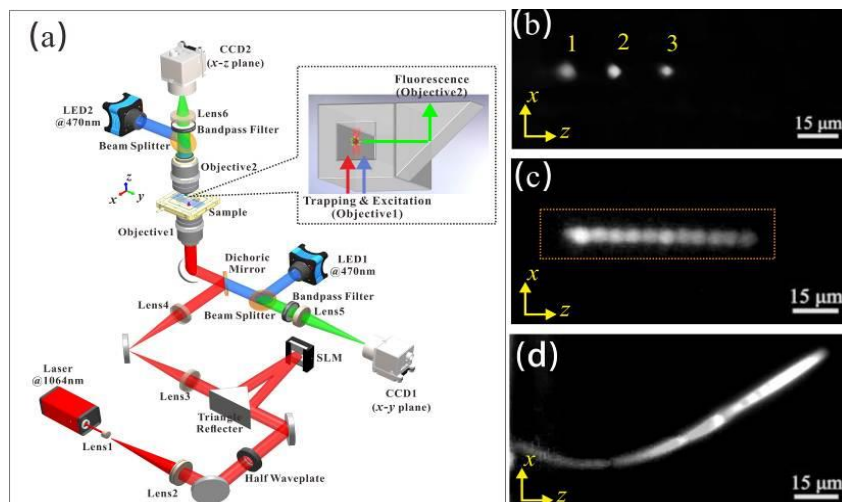 (a)
CCD2
(x-z plane)
LED2
@470nm
Lens6
Bandpass Filter
Beam Splitter
Objective2
z
x
y
Sample
Objective1
Fluorescence
(Objective2)
Trapping & Excitation
(Objective1)
Dichoric
Mirror
LED1
@470nm
Bandpass Filter
Lens4
Beam Splitter
Lens5
SLM
Laser
@1064nm
Lens3
CCD1
(x-y plane)
Triangle
Reflecter
Lens1
Half Waveplate
Lens2
(b)
1
2
3
x
z
15 μm
(c)
x
z
15 μm
(d)
x
z
15 μm